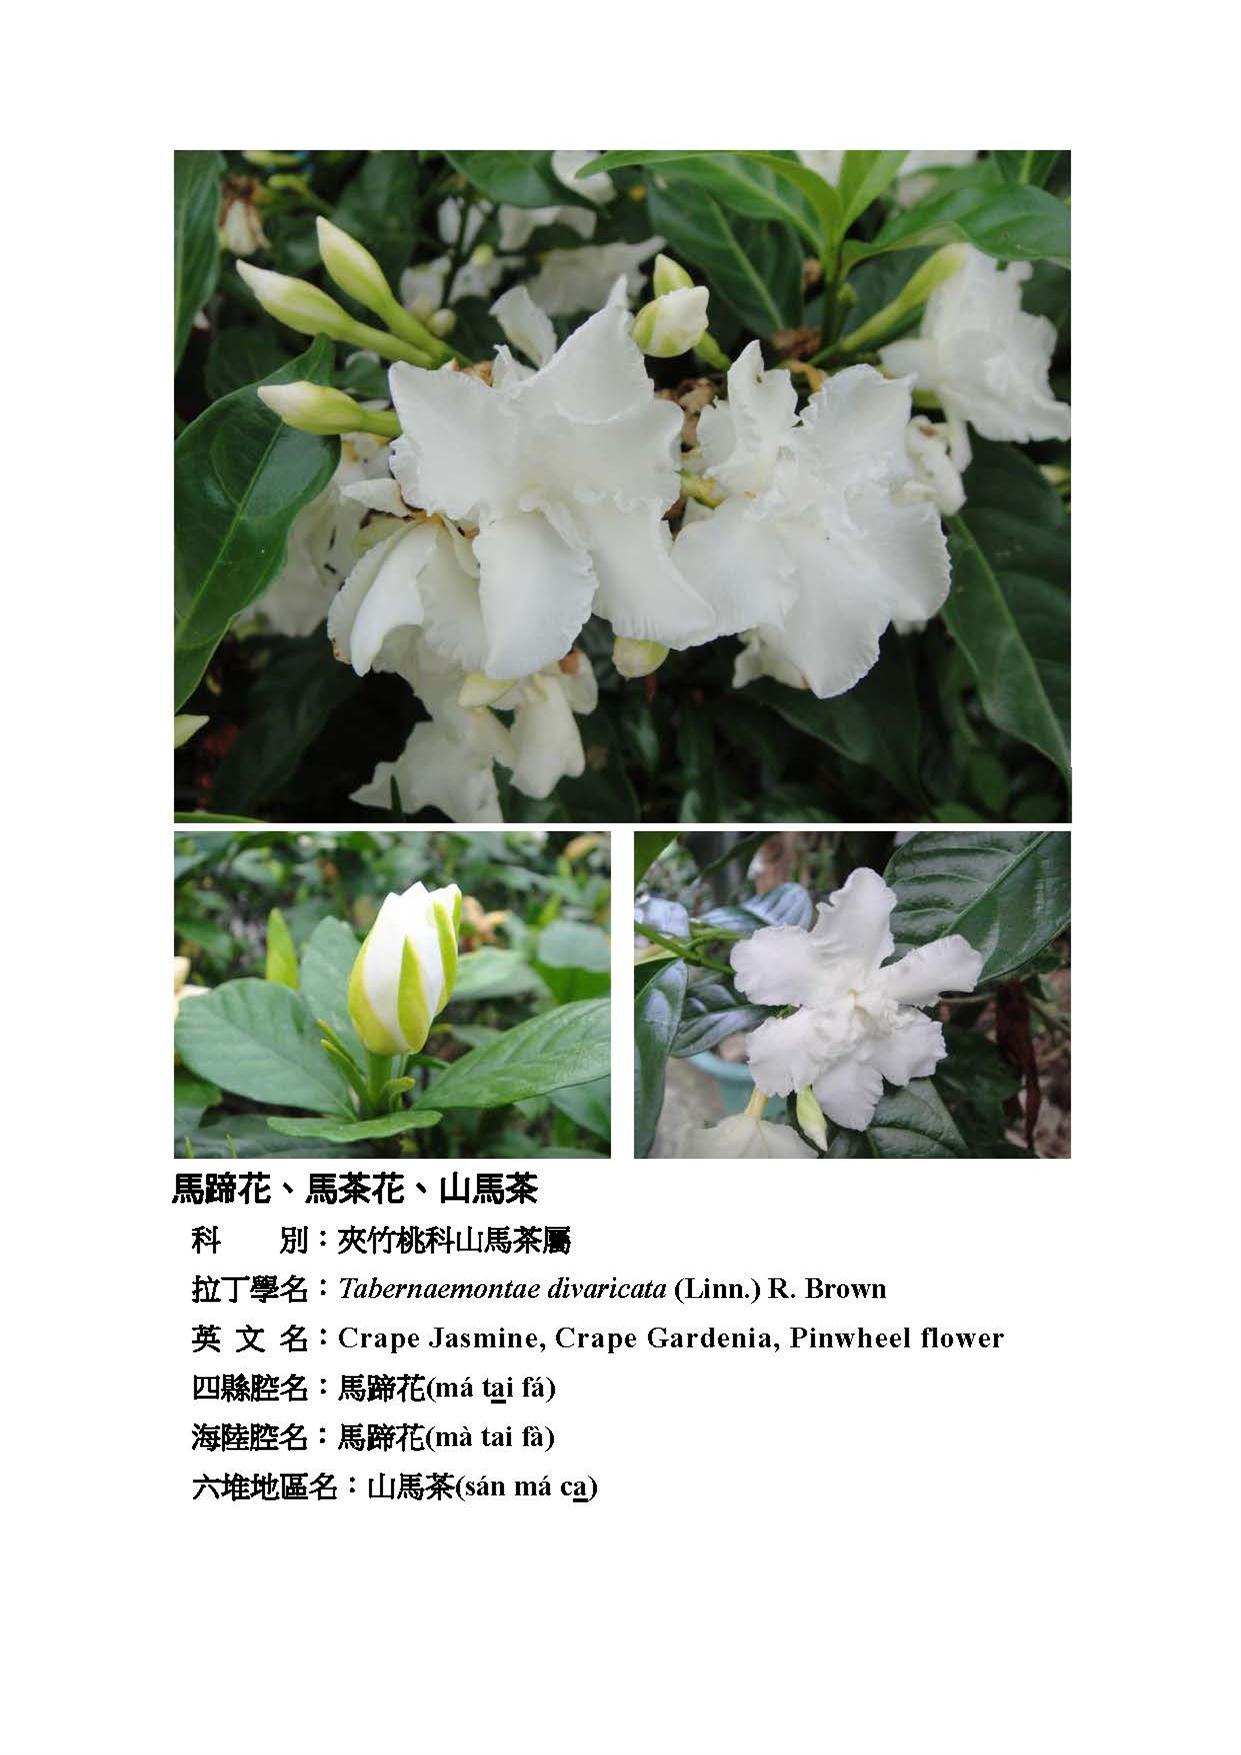 馬蹄花、馬茶花、山馬茶
科　　別：夾竹桃科山馬茶屬
拉丁學名：Tabernaemontae divaricata (Linn.) R. Brown
英 文 名：Crape Jasmine, Crape Gardenia, Pinwheel flower
四縣腔名：馬蹄花(má ta̲i fá)
海陸腔名：馬蹄花(mà tai fà)
六堆地區名：山馬茶(sán má ca̲)